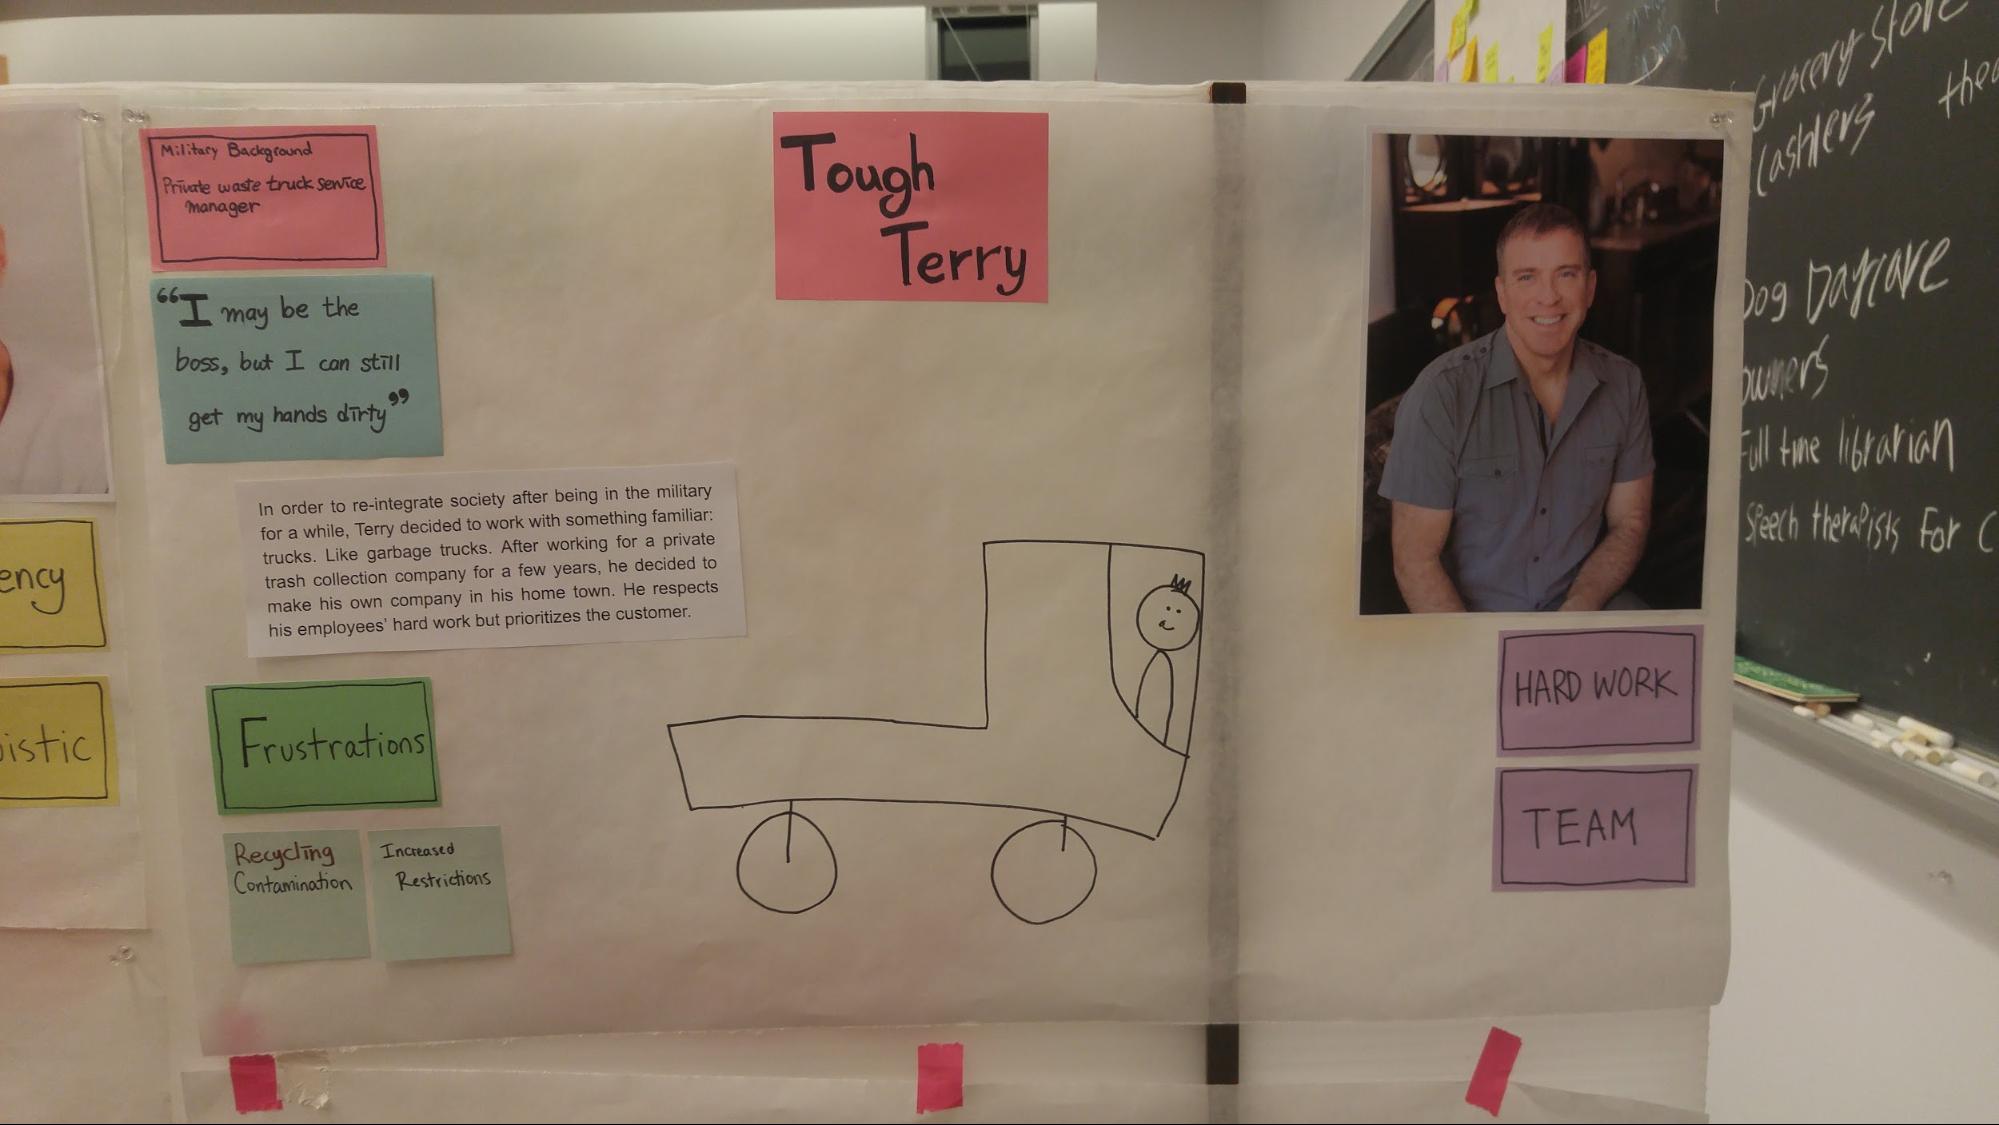 Military Background
Private waste truck service
manager
Tough
Terry
“I may be the
boss, but I can still
get my hands dirty”
In order to re-integrate society after being in the military
for a while, Terry decided to work with something familiar:
trucks. Like garbage trucks. After working for a private
trash collection company for a few years, he decided to
make his own company in his home town. He respects
his employees’ hard work but prioritizes the customer.
Frustrations
Recycling
Contamination
Increased
Restrictions
HARD WORK
TEAM
ency
istic
Grocery Store
Cashiers
Dog Daycare
owners
Full time librarian
Speech therapists For